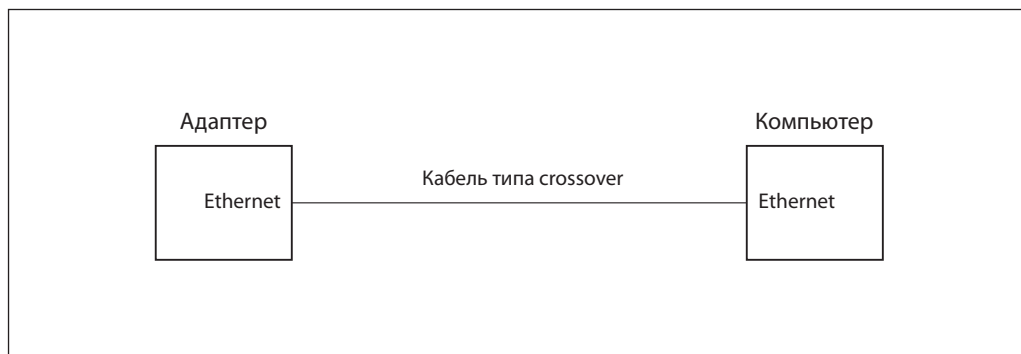 Адаптер
Компьютер
Кабель типа crossover
Ethernet
Ethernet